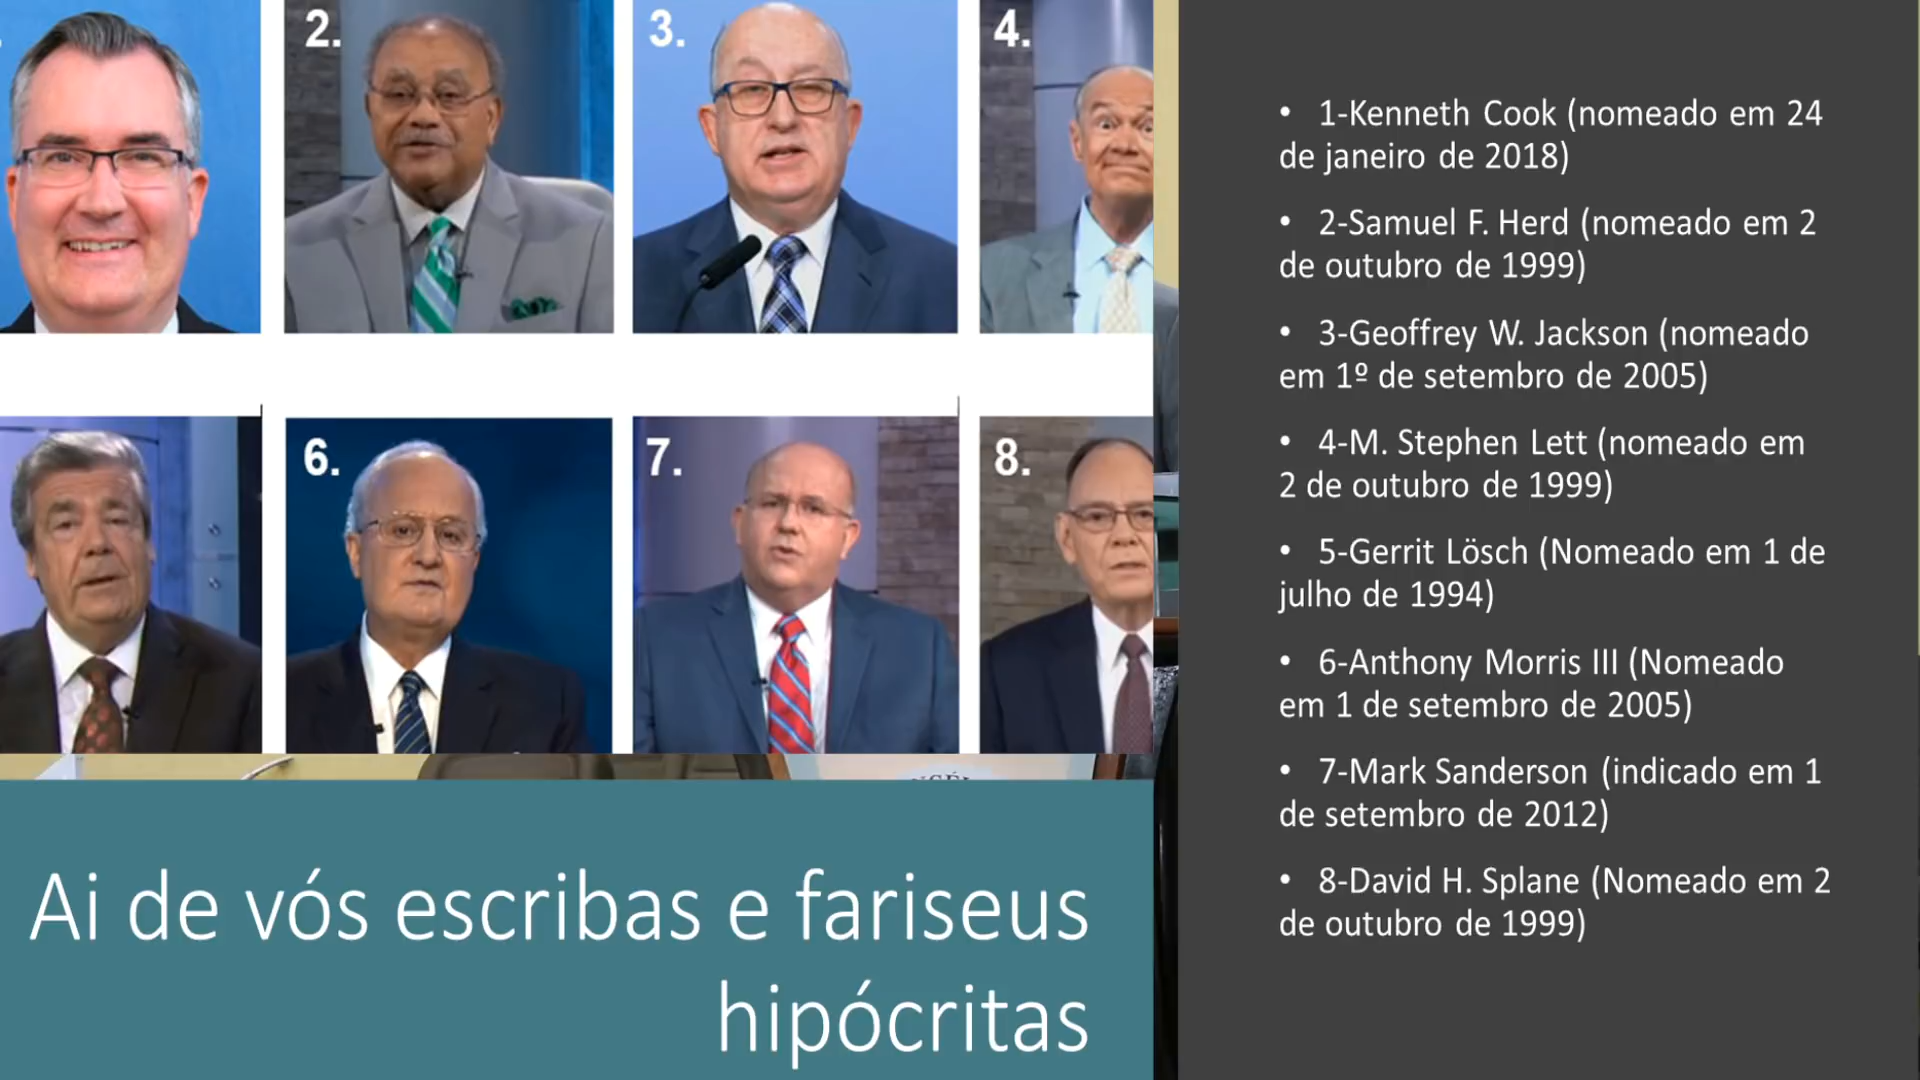 2.
3.
4.
6.
7.
8.
Ai de vós escribas e fariseus
hipócritas
• 1-Kenneth Cook (nomeado em 24
de janeiro de 2018)
• 2-Samuel F. Herd (nomeado em 2
de outubro de 1999)
• 3-Geoffrey W. Jackson (nomeado
em 1º de setembro de 2005)
• 4-M. Stephen Lett (nomeado em
2 de outubro de 1999)
• 5-Gerrit Lösch (Nomeado em 1 de
julho de 1994)
• 6-Anthony Morris III (Nomeado
em 1 de setembro de 2005)
• 7-Mark Sanderson (indicado em 1
de setembro de 2012)
• 8-David H. Splane (Nomeado em 2
de outubro de 1999)